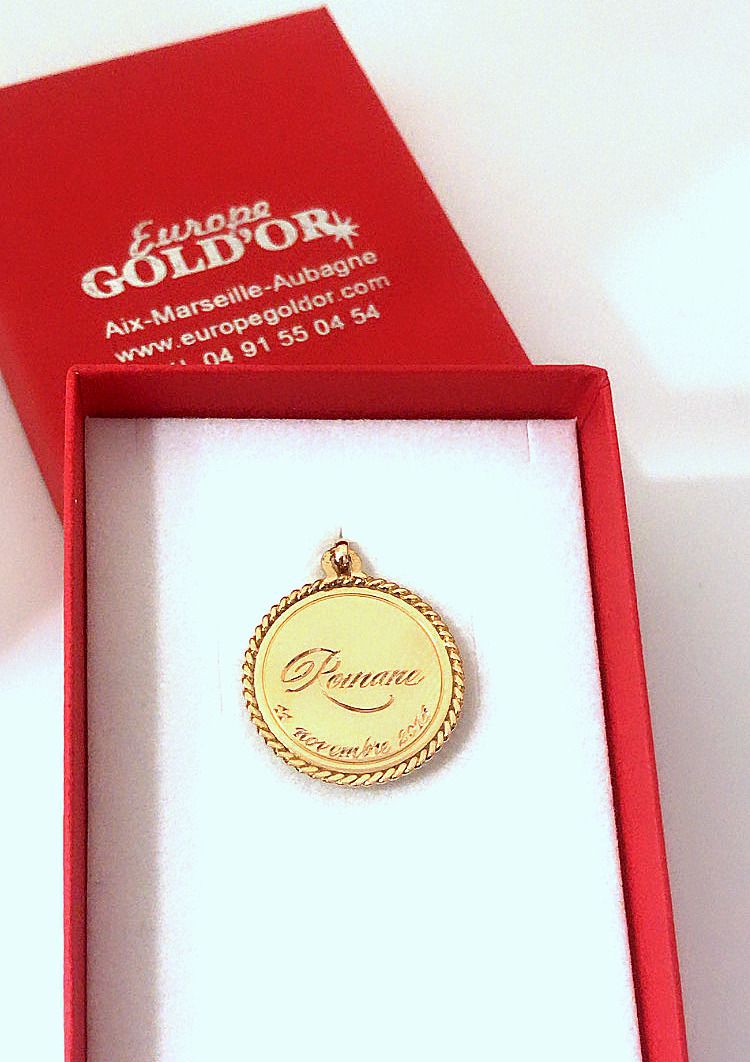 Europe
GOLD'OR
Aix-Marseille-Aubagne
www.europegoldor.com
04 91 55 04 54
Romane
novembre